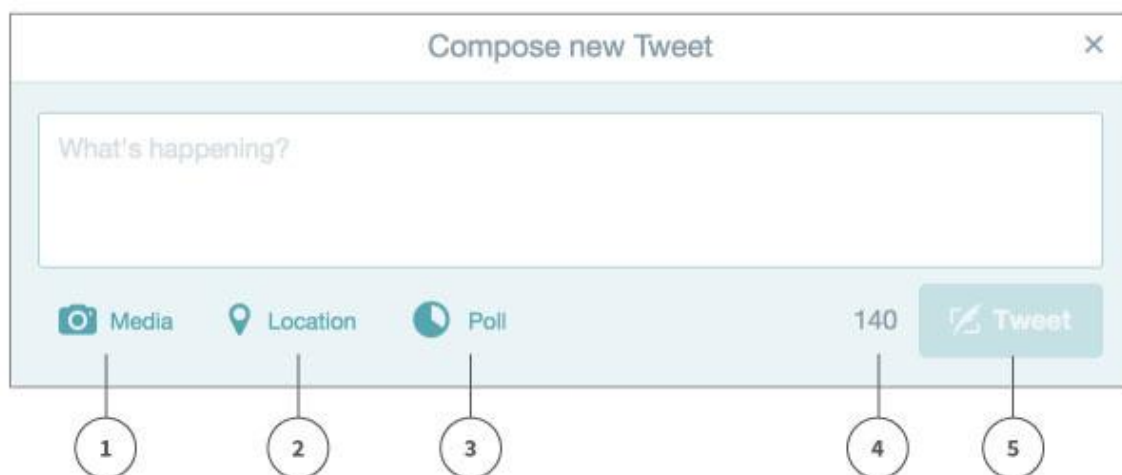 Compose new Tweet ×
What's happening?
Media Location Poll 140 Tweet
1 2 3 4 5